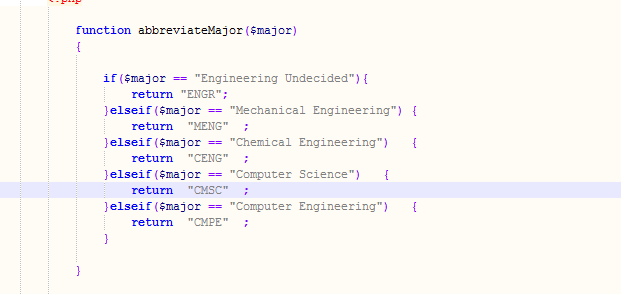 <?php
function abbreviateMajor($major)
{
if($major == "Engineering Undecided"){
return "ENGR";
}elseif($major == "Mechanical Engineering") {
return "MENG" ;
}elseif($major == "Chemical Engineering") {
return "CENG" ;
}elseif($major == "Computer Science") {
return "CMSC" ;
}elseif($major == "Computer Engineering") {
return "CMPE" ;
}
}